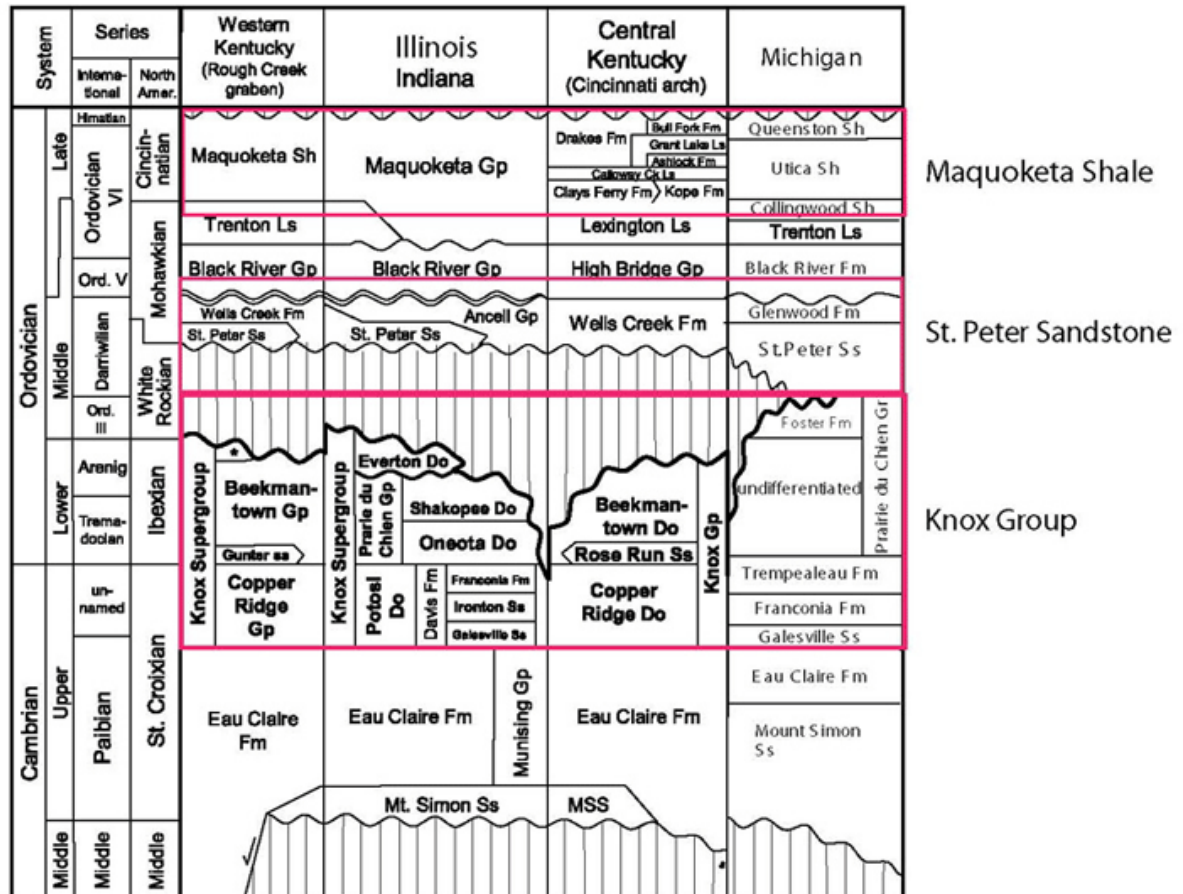 System
Series
Interna-
tional
North
Amer.
Western
Kentucky
(Rough Creek
graben)
Illinois
Indiana
Central
Kentucky
(Cincinnati arch)
Michigan
Ordovician
Late
Middle
Lower
Hirnatian
Ordovician
VI
Ord. V
Darriwilian
Ord.
III
Arenig
Trema-
docian
Cincin-
natian
Mohawkian
White
Rockian
Ibexian
Cambrian
Upper
Middle
un-
named
Paibian
Middle
St. Croixian
Middle
Maquoketa Sh
Trenton Ls
Black River Gp
Wells Creek Fm
St. Peter Ss
*
Knox Supergroup
Beekman-
town Gp
Gunter ss
Copper
Ridge
Gp
Eau Claire
Fm
Maquoketa Gp
Black River Gp
Ancell Gp
St. Peter Ss
Knox Supergroup
Everton Do
Prarie du
Chien Gp
Shakopee Do
Oneota Do
Potosi
Do
Davis Fm
Franconia Fm
Ironton Ss
Galesville Ss
Eau Claire Fm
Munising Gp
Mt. Simon Ss
Drakes Fm
Bull Fork Fm
Grant Lake Ls
Ashlock Fm
Calloway Ck Ls
Clays Ferry Fm
Kope Fm
Lexington Ls
High Bridge Gp
Wells Creek Fm
Beekman-
town Do
Rose Run Ss
Copper
Ridge Do
Knox Gp
Eau Claire Fm
MSS
Queenston Sh
Utica Sh
Collingwood Sh
Trenton Ls
Black River Fm
Glenwood Fm
St.Peter Ss
Foster Fm
undifferentiated
Prairie du Chien Gr
Trempealeau Fm
Franconia Fm
Galesville Ss
Eau Claire Fm
Mount Simon
Ss
Maquoketa Shale
St. Peter Sandstone
Knox Group